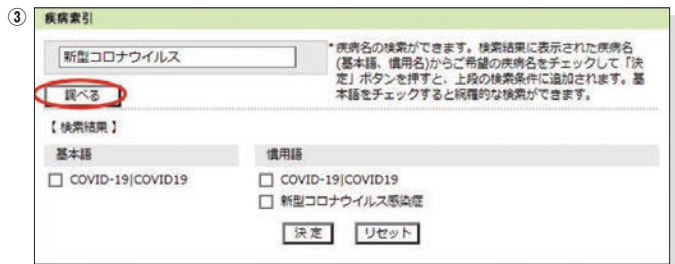 ③
疾病索引
新型コロナウイルス
*疾病名の検索ができます。検索結果に表示された疾病名
(基本語、慣用名)からご希望の疾病名をチェックして「決
定」ボタンを押すと、上段の検索条件に追加されます。基
本語をチェックすると網羅的な検索ができます。
調べる
【検索結果】
基本語 慣用語
COVID-19|COVID19 COVID-19|COVID19
新型コロナウイルス感染症
決定 リセット